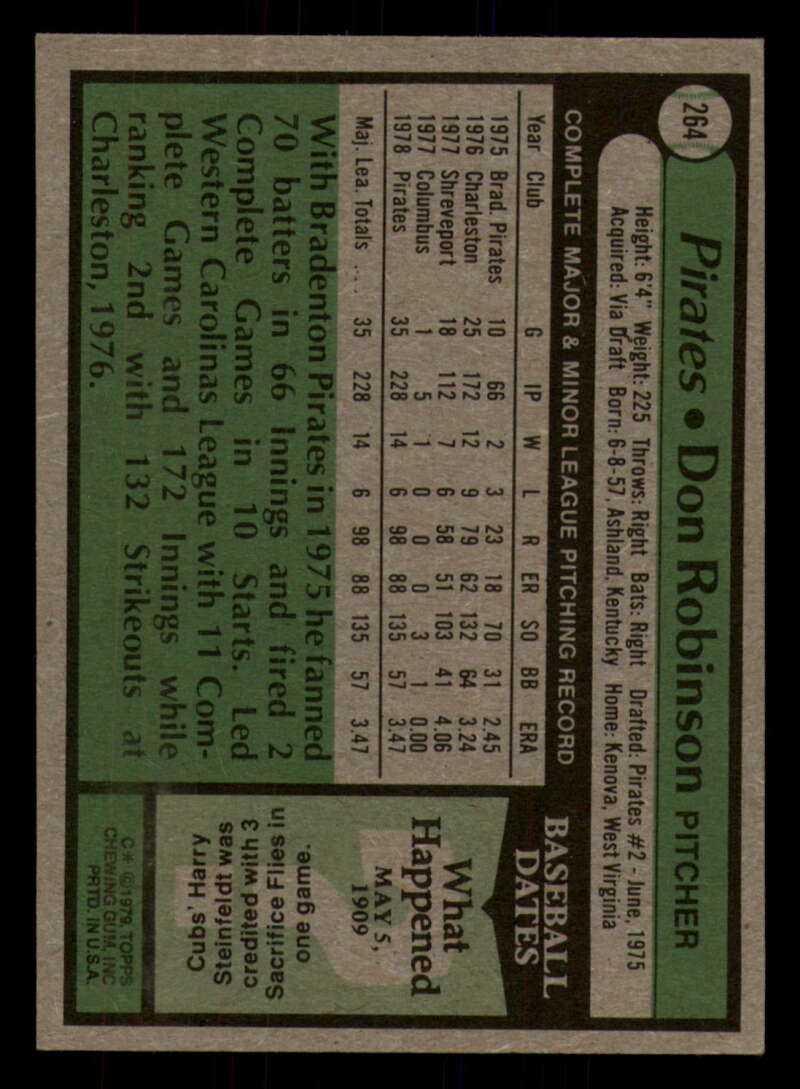 264
Pirates • Don Robinson PITCHER
Height: 6'4" Weight: 225 Throws: Right Bats: Right Drafted: Pirates #2 - June, 1975
Acquired: Via Draft Born: 6-8-57, Ashland, Kentucky Home: Kenova, West Virginia
COMPLETE MAJOR & MINOR LEAGUE PITCHING RECORD
Year Club G IP W L R ER SO BB ERA
1975 Brad. Pirates 10 66 2 3 23 18 70 31 2.45
1976 Charleston 25 172 12 9 79 62 132 64 3.24
1977 Shreveport 18 112 7 6 58 51 103 41 4.06
1977 Columbus 1 5 1 0 0 0 3 1 0.00
1978 Pirates 35 228 14 6 98 88 135 57 3.47
Maj. Lea. Totals .... 35 228 14 6 98 88 135 57 3.47
With Bradenton Pirates in 1975 he fanned
70 batters in 66 Innings and fired 2
Complete Games in 10 Starts. Led
Western Carolinas League with 11 Com-
plete Games and 172 Innings while
ranking 2nd with 132 Strikeouts at
Charleston, 1976.
BASEBALL
DATES
What
Happened
MAY 5,
1909
Cubs' Harry
Steinfeldt was
credited with 3
Sacrifice Flies in
one game.
C* ©1979 TOPPS
CHEWING GUM, INC
PRTD. IN U.S.A.